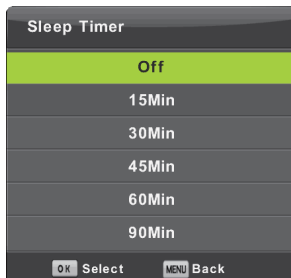 Sleep Timer
Off
15Min
30Min
45Min
60Min
90Min
OK Select MENU Back